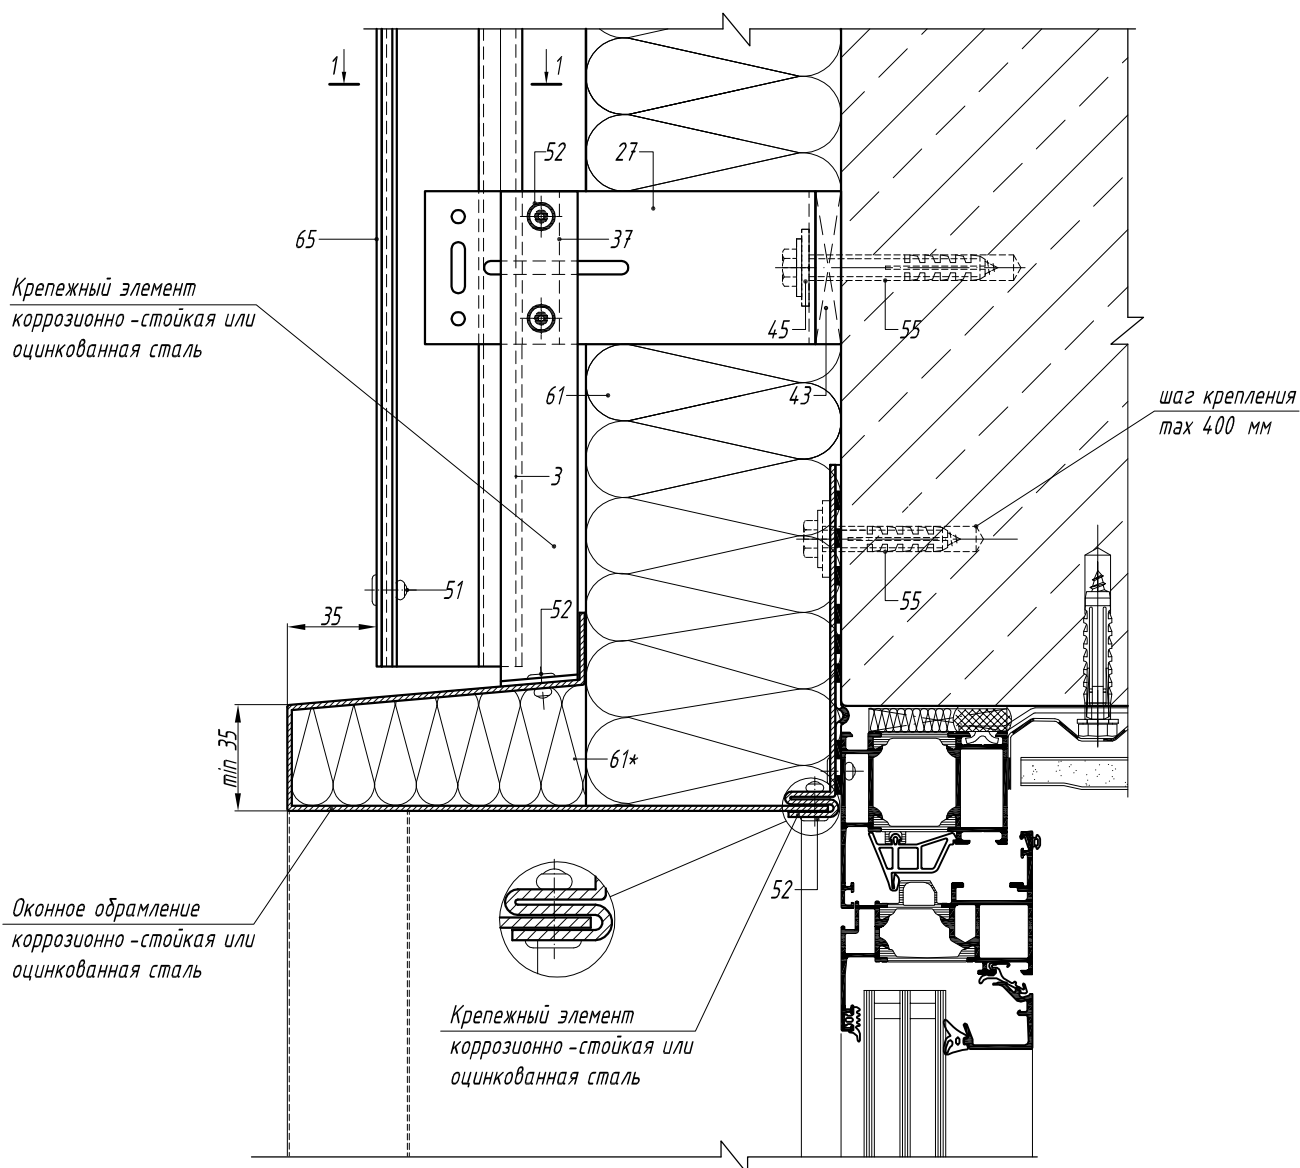 1
1
52
27
65
37
Крепежный элемент
коррозионно-стойкая или
оцинкованная сталь
45
55
61
43
шаг крепления
max 400 мм
3
51
52
55
35
min 35
61*
52
Оконное обрамление
коррозионно-стойкая или
оцинкованная сталь
Крепежный элемент
коррозионно-стойкая или
оцинкованная сталь